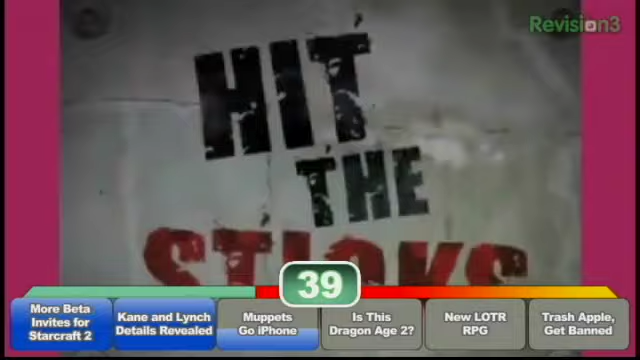 Revision3
HIT
THE
STICKS
39
More Beta
Invites for
Starcraft 2
Kane and Lynch
Details Revealed
Muppets
Go iPhone
Is This
Dragon Age 2?
New LOTR
RPG
Trash Apple,
Get Banned